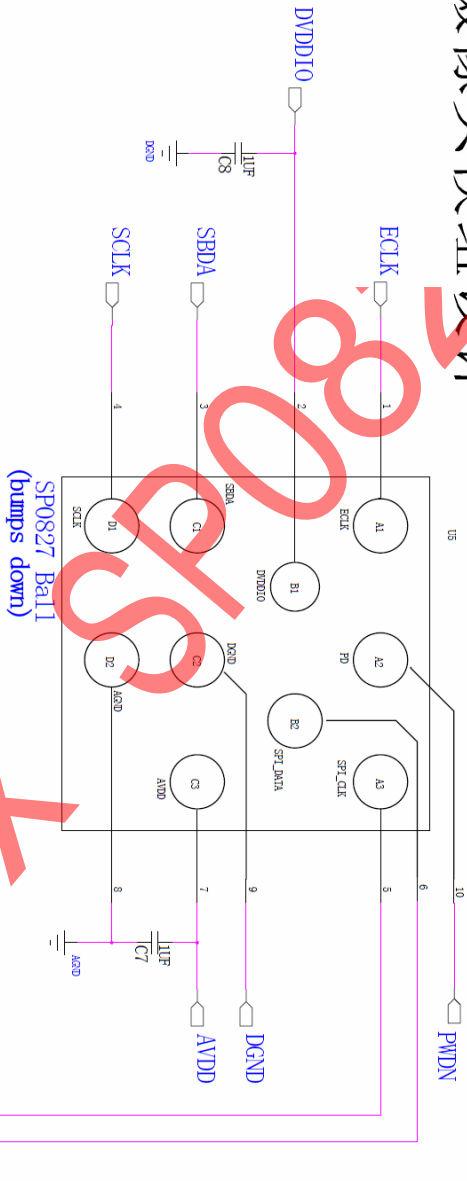 U5
10
PWDN
6
ECLK
1
A1
A2
A3
5
ECLK
PD
SPI_CLK
DVDDIO
2
B1
B2
DVDDIO
SPI_DATA
1UF
C8
DGND
9
DGND
SBDA
DGND
SBDA
3
C1
C2
C3
7
AVDD
AVDD
1UF
C7
SCLK
4
D1
D2
8
AGND
SCLK
AGND
SP0827 Ball
(bumps down)
SP082
X